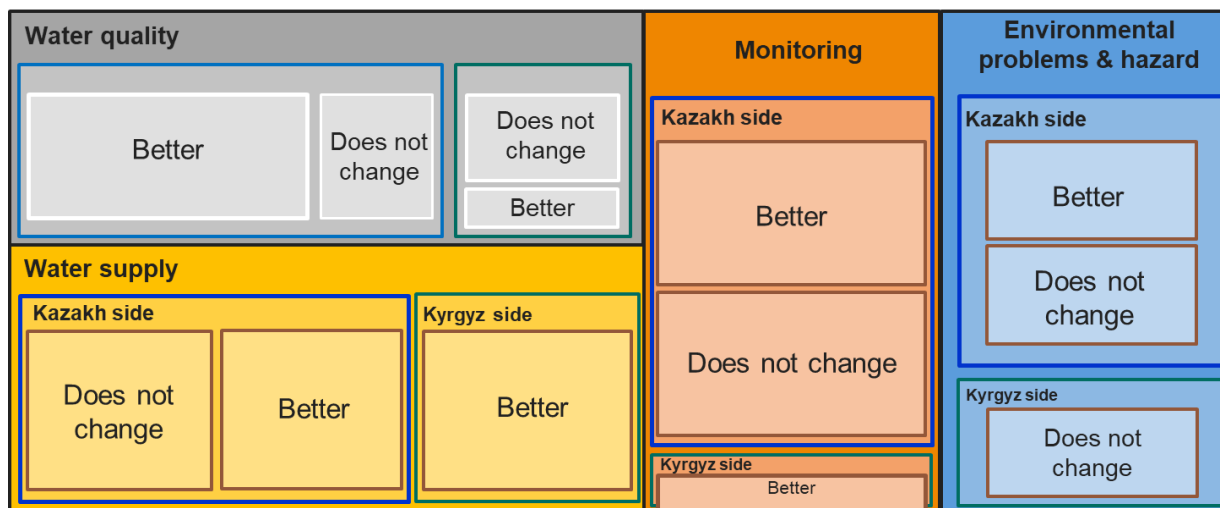 Water quality
Better
Does not
change
Does not
change
Better
Water supply
Kazakh side
Does not
change
Better
Kyrgyz side
Better
Monitoring
Kazakh side
Better
Does not change
Kyrgyz side
Better
Environmental
problems & hazard
Kazakh side
Better
Does not
change
Kyrgyz side
Does not
change